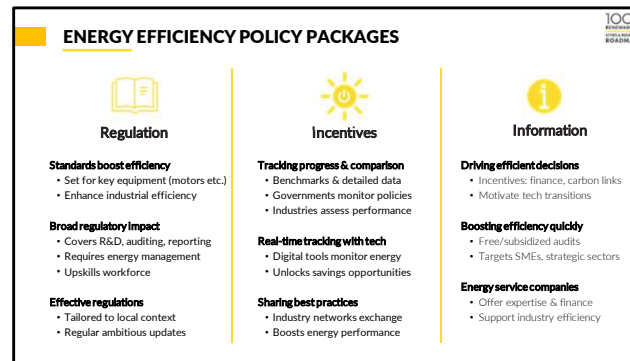 ENERGY EFFICIENCY POLICY PACKAGES
100
RENEWABLE
ROADMAP
Regulation
Standards boost efficiency
• Set for key equipment (motors etc.)
• Enhance industrial efficiency
Broad regulatory impact
• Covers R&D, auditing, reporting
• Requires energy management
• Upskills workforce
Effective regulations
• Tailored to local context
• Regular ambitious updates
Incentives
Tracking progress & comparison
• Benchmarks & detailed data
• Governments monitor policies
• Industries assess performance
Real-time tracking with tech
• Digital tools monitor energy
• Unlocks savings opportunities
Sharing best practices
• Industry networks exchange
• Boosts energy performance
Information
Driving efficient decisions
• Incentives: finance, carbon links
• Motivate tech transitions
Boosting efficiency quickly
• Free/subsidized audits
• Targets SMEs, strategic sectors
Energy service companies
• Offer expertise & finance
• Support industry efficiency